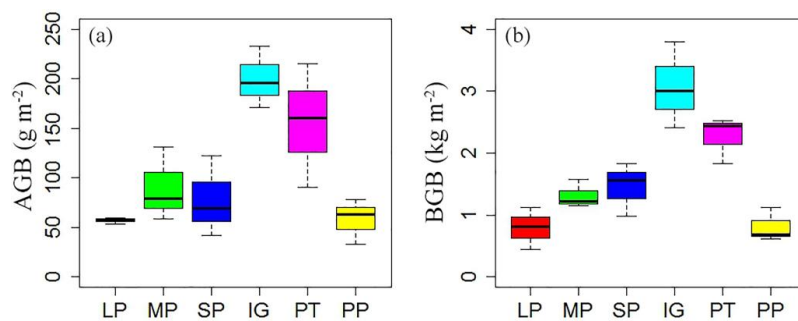 (a)
AGB (g m-2)
250
200
150
100
50
0
LP MP SP IG PT PP
(b)
BGB (kg m-2)
4
3
2
1
0
LP MP SP IG PT PP